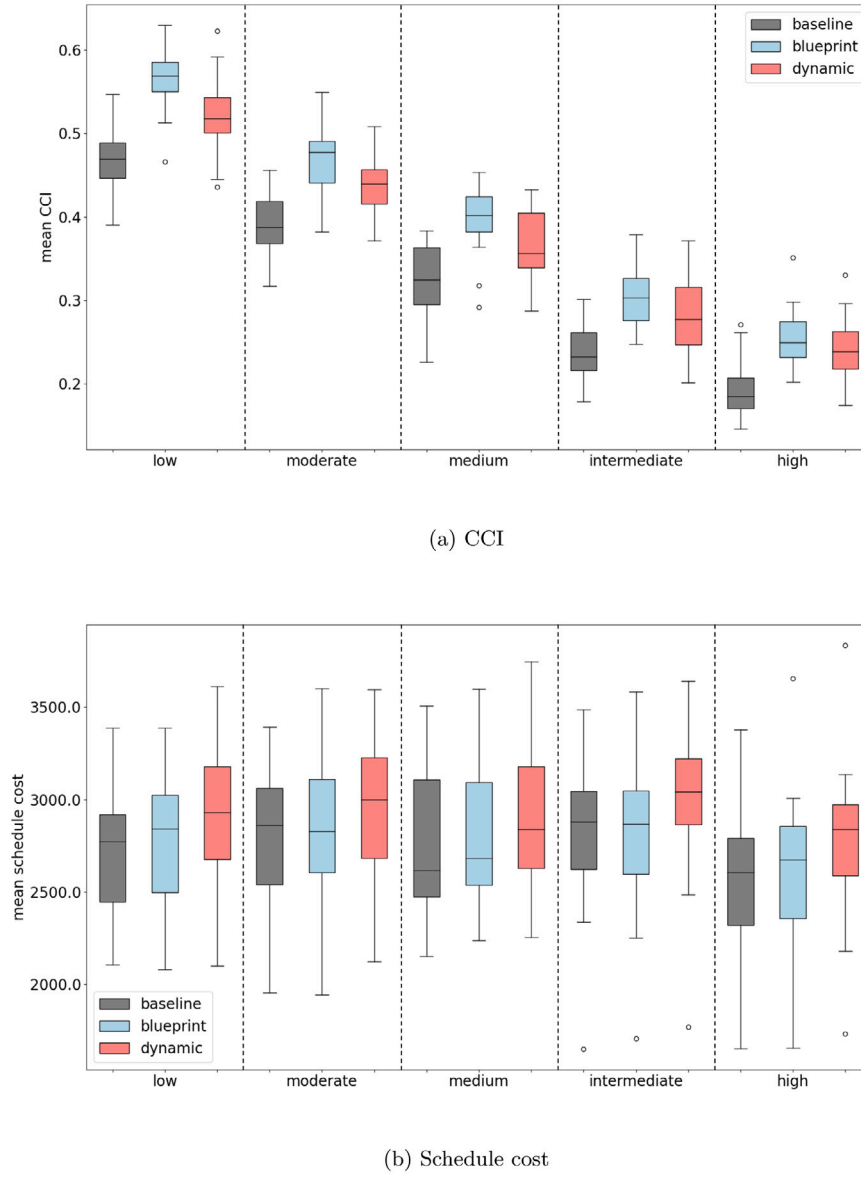 0.6
0.5
0.4
0.3
0.2
mean CCI
baseline
blueprint
dynamic
low moderate medium intermediate high
(a) CCI
3500.0
3000.0
2500.0
2000.0
mean schedule cost
baseline
blueprint
dynamic
low moderate medium intermediate high
(b) Schedule cost